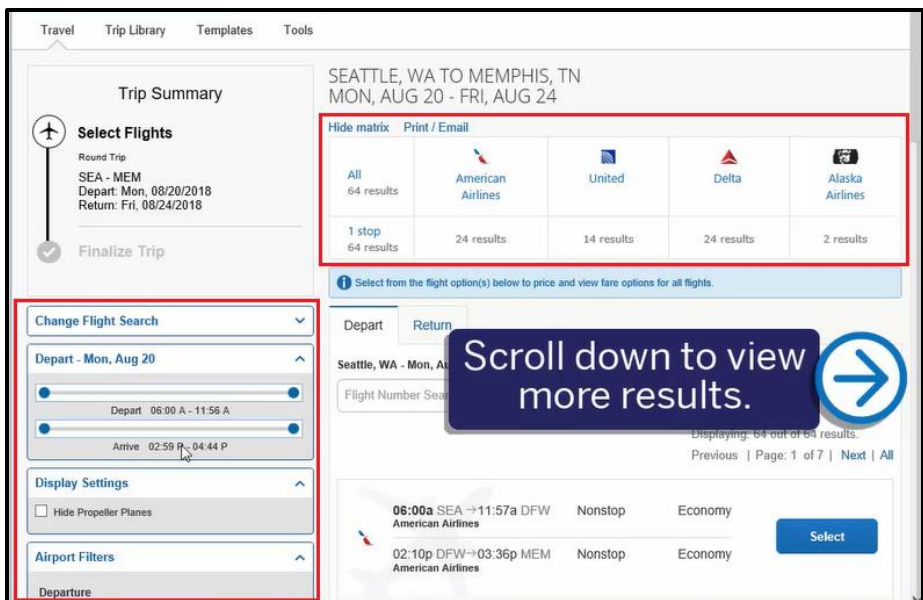 Travel Trip Library Templates Tools
Trip Summary
Select Flights
Round Trip
SEA - MEM
Depart: Mon, 08/20/2018
Return: Fri, 08/24/2018
Finalize Trip
SEATTLE, WA TO MEMPHIS, TN
MON, AUG 20 - FRI, AUG 24
Hide matrix Print / Email
All
64 results
American
Airlines
United
Delta
Alaska
Airlines
1 stop
64 results
24 results
14 results
24 results
2 results
Select from the flight option(s) below to price and view fare options for all flights.
Change Flight Search
Depart - Mon, Aug 20
Depart 06:00 A - 11:56 A
Arrive 02:59 P - 04:44 P
Display Settings
Hide Propeller Planes
Airport Filters
Departure
Depart Return
Seattle, WA - Mon,
Flight Number
Scroll down to view
more results.
Displaying: 64 out of 64 results.
Previous | Page: 1 of 7 | Next | All
06:00a SEA →11:57a DFW Nonstop Economy
American Airlines
Select
02:10p DFW→03:36p MEM Nonstop Economy
American Airlines